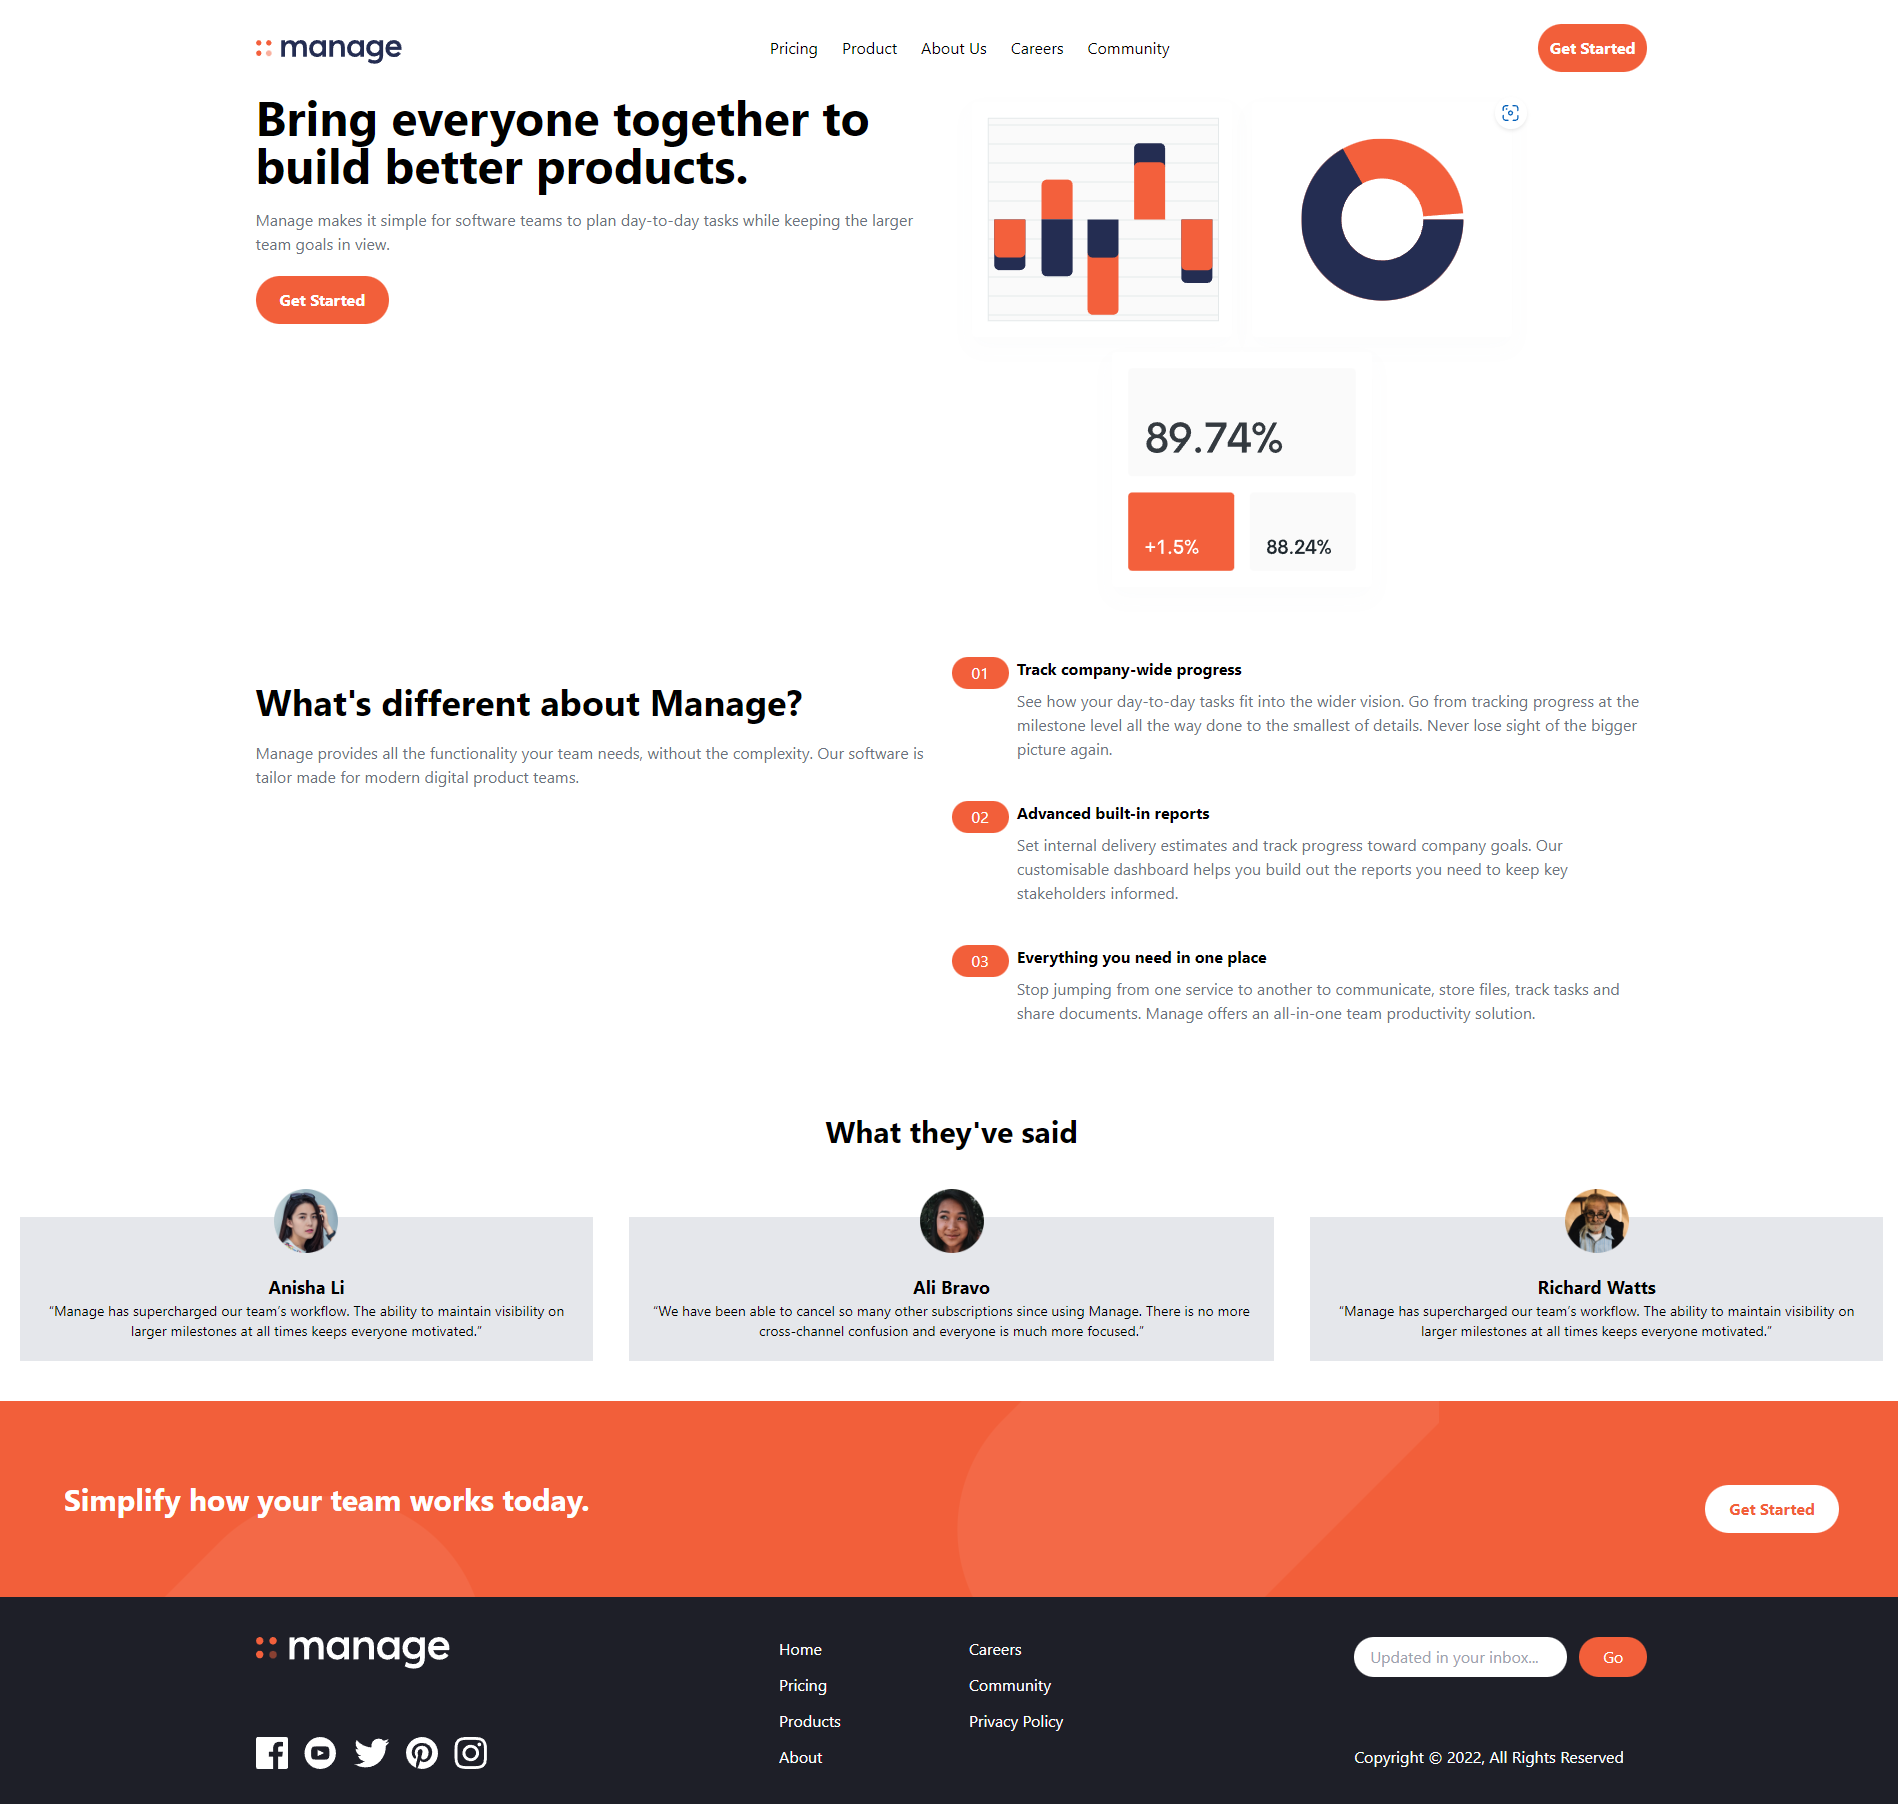 manage
Pricing Product About Us Careers Community
Get Started
Bring everyone together to
build better products.
Manage makes it simple for software teams to plan day-to-day tasks while keeping the larger
team goals in view.
Get Started
89.74%
+1.5%
88.24%
What's different about Manage?
Manage provides all the functionality your team needs, without the complexity. Our software is
tailor made for modern digital product teams.
01
Track company-wide progress
See how your day-to-day tasks fit into the wider vision. Go from tracking progress at the
milestone level all the way done to the smallest of details. Never lose sight of the bigger
picture again.
02
Advanced built-in reports
Set internal delivery estimates and track progress toward company goals. Our
customisable dashboard helps you build out the reports you need to keep key
stakeholders informed.
03
Everything you need in one place
Stop jumping from one service to another to communicate, store files, track tasks and
share documents. Manage offers an all-in-one team productivity solution.
What they've said
Anisha Li
“Manage has supercharged our team’s workflow. The ability to maintain visibility on
larger milestones at all times keeps everyone motivated.”
Ali Bravo
“We have been able to cancel so many other subscriptions since using Manage. There is no more
cross-channel confusion and everyone is much more focused.”
Richard Watts
“Manage has supercharged our team’s workflow. The ability to maintain visibility on
larger milestones at all times keeps everyone motivated.”
Simplify how your team works today.
Get Started
manage
Home
Pricing
Products
About
Careers
Community
Privacy Policy
Updated in your inbox...
Go
Copyright © 2022, All Rights Reserved